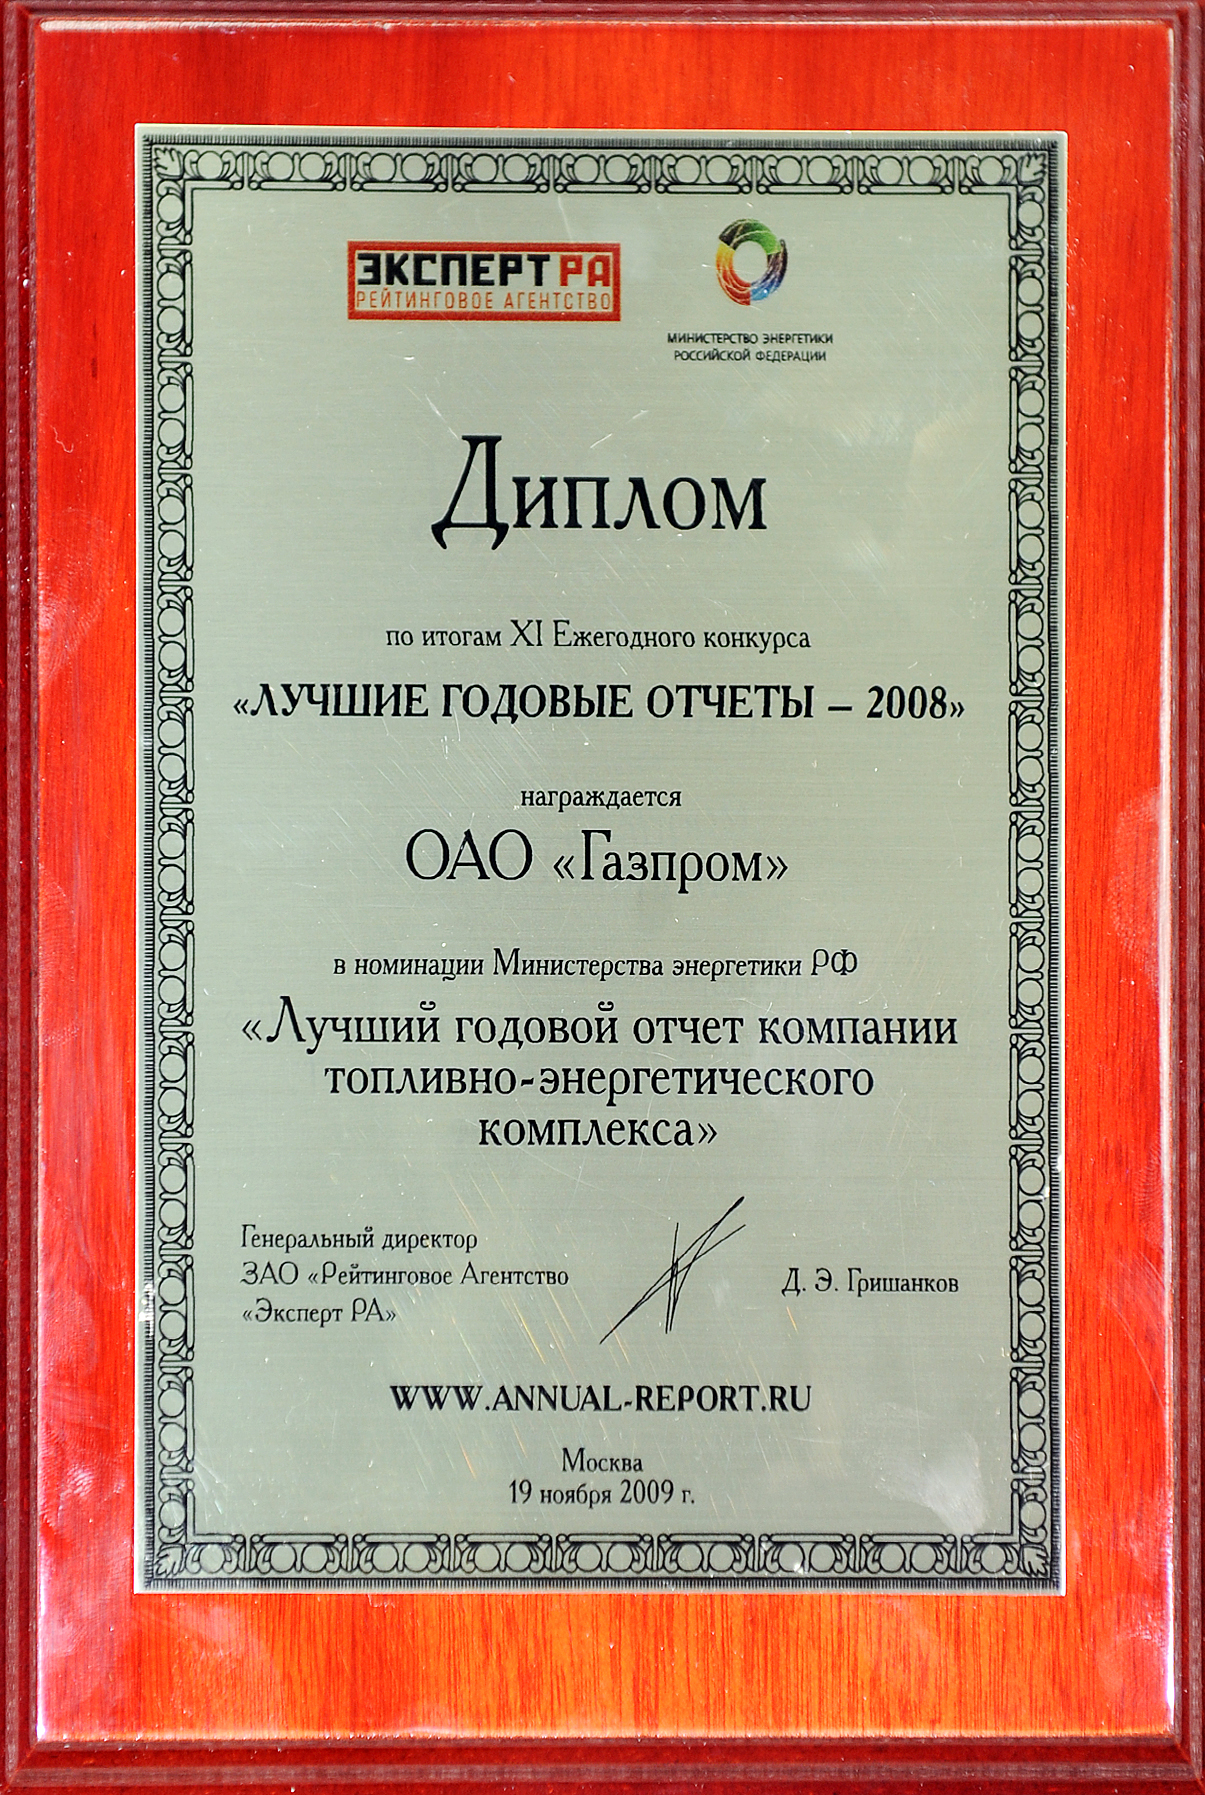 ЭКСПЕРТ РА
РЕЙТИНГОВОЕ АГЕНТСТВО
МИНИСТЕРСТВО ЭНЕРГЕТИКИ
РОССИЙСКОЙ ФЕДЕРАЦИИ
Диплом
по итогам XI Ежегодного конкурса
«ЛУЧШИЕ ГОДОВЫЕ ОТЧЕТЫ – 2008»
награждается
ОАО «Газпром»
в номинации Министерства энергетики РФ
«Лучший годовой отчет компании
топливно-энергетического
комплекса»
Генеральный директор
ЗАО «Рейтинговое Агентство
«Эксперт РА»
Д. Э. Гришанков
WWW.ANNUAL-REPORT.RU
Москва
19 ноября 2009 г.